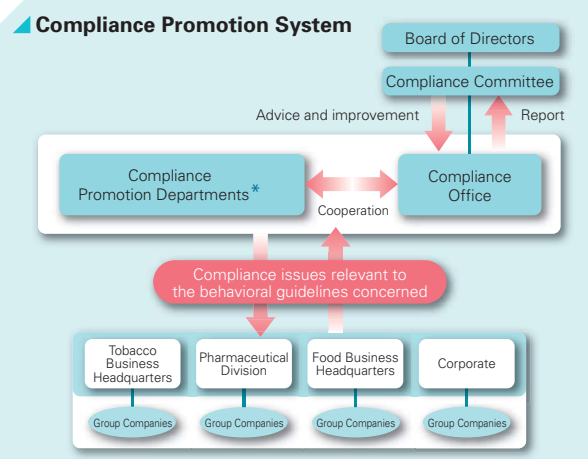 Compliance Promotion System
Board of Directors
Compliance Committee
Advice and improvement
Report
Compliance
Promotion Departments*
Cooperation
Compliance
Office
Compliance issues relevant to
the behavioral guidelines concerned
Tobacco
Business
Headquarters
Pharmaceutical
Division
Food Business
Headquarters
Corporate
Group Companies
Group Companies
Group Companies
Group Companies